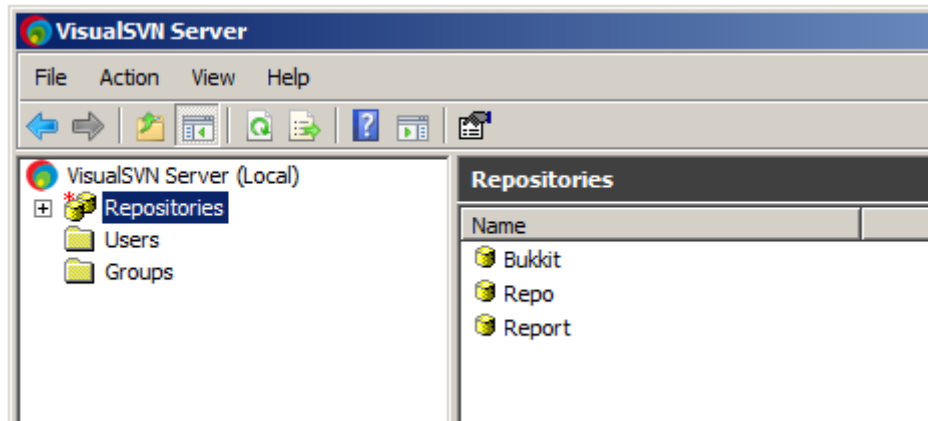 VisualSVN Server
File Action View Help
VisualSVN Server (Local)
Repositories
Users
Groups
Repositories
Name
Bukkit
Repo
Report